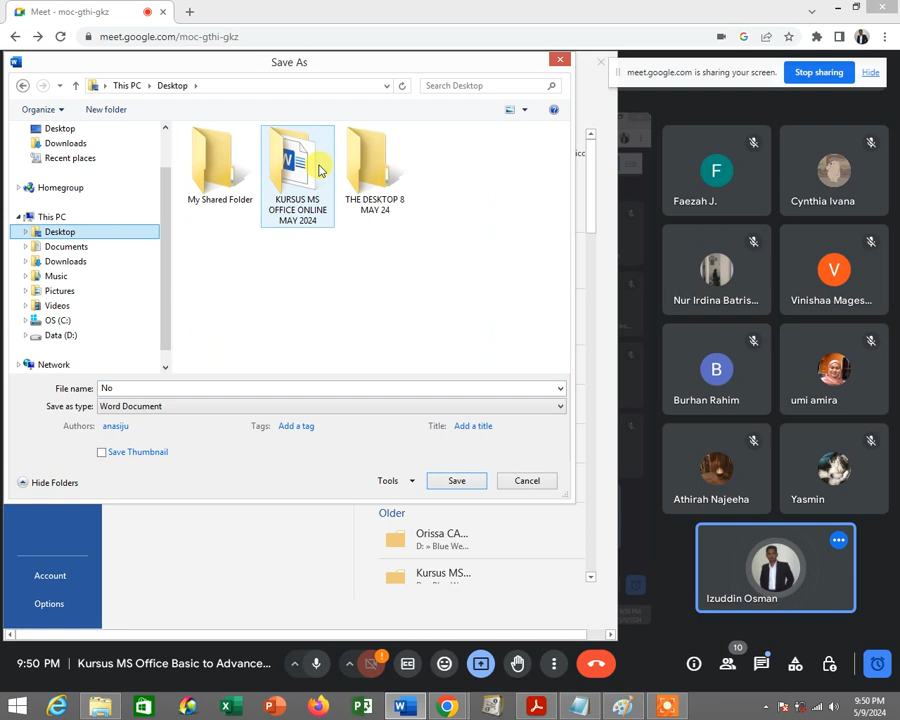 Meet - moc-gthi-gkz
meet.google.com/moc-gthi-gkz
Save As
meet.google.com is sharing your screen.
Stop sharing
Hide
This PC
Desktop
Search Desktop
Organize
New folder
Desktop
Downloads
Recent places
Homegroup
This PC
Desktop
Documents
Downloads
Music
Pictures
Videos
OS (C:)
Data (D:)
Network
My Shared Folder
KURSUS MS
OFFICE ONLINE
MAY 2024
THE DESKTOP 8
MAY 24
File name:
No
Save as type:
Word Document
Authors:
anasiju
Tags:
Add a tag
Title:
Add a title
Save Thumbnail
Hide Folders
Tools
Save
Cancel
Older
Orissa CA...
Kursus MS...
Account
Options
F
Faezah J.
Cynthia Ivana
Nur Irdina Batris...
V
Vinishaa Mages...
B
Burhan Rahim
umi amira
Athirah Najeeha
Yasmin
Izuddin Osman
9:50 PM
Kursus MS Office Basic to Advance...
10
9:50 PM
5/9/2024